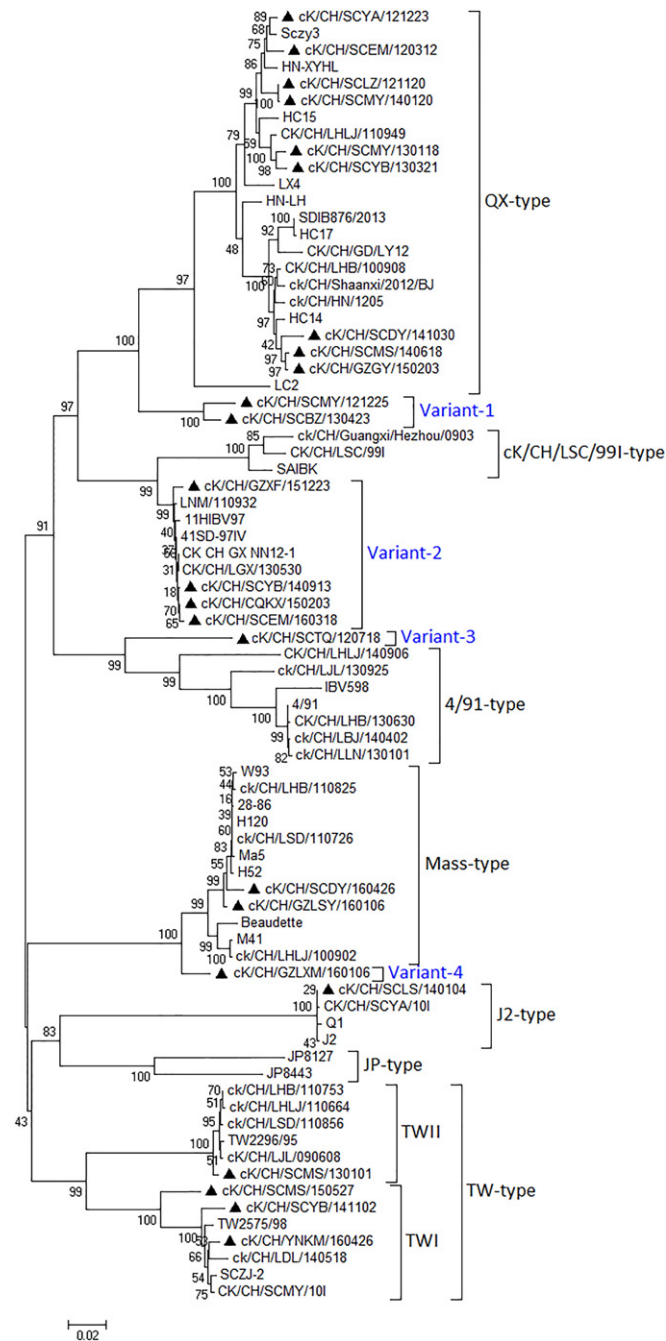 89 ▲ cK/CH/SCYA/121223
68 Sczy3
75 ▲ cK/CH/SCEM/120312
86 HN-XYHL
▲ cK/CH/SCLZ/121120
99 100 ▲ cK/CH/SCMY/140120
HC15
79 59 CK/CH/LHLJ/110949
100 ▲ cK/CH/SCMY/130118
98 ▲ cK/CH/SCYB/130321
100 LX4
QX-type
HN-LH
48 100 SDIB876/2013
92 HC17
CK/CH/GD/LY12
73 CK/CH/LHB/100908
97 100 60 ck/CH/Shaanxi/2012/BJ
ck/CH/HN/1205
97 HC14
42 ▲ cK/CH/SCDY/141030
97 ▲ cK/CH/SCMS/140618
97 ▲ cK/CH/GZGY/150203
100 LC2
▲ cK/CH/SCMY/121225
100 ▲ cK/CH/SCBZ/130423
Variant-1
97 85 ck/CH/Guangxi/Hezhou/0903
100 CK/CH/LSC/99I
SAIBK
cK/CH/LSC/99I-type
99 ▲ cK/CH/GZXF/151223
99 LNM/110932
11HIBV97
91 40 41SD-97IV
CK CH GX NN12-1
31 CK/CH/LGX/130530
18 ▲ cK/CH/SCYB/140913
70 ▲ cK/CH/CQKX/150203
65 ▲ cK/CH/SCEM/160318
Variant-2
▲ cK/CH/SCTQ/120718
Variant-3
99 CK/CH/LHLJ/140906
99 ck/CH/LJL/130925
100 IBV598
4/91
100 CK/CH/LHB/130630
99 ck/CH/LBJ/140402
82 ck/CH/LLN/130101
4/91-type
53 W93
44 ck/CH/LHB/110825
16 28-86
39 H120
60 ck/CH/LSD/110726
83 Ma5
55 H52
99 ▲ cK/CH/SCDY/160426
▲ cK/CH/GZLSY/160106
99 Beaudette
M41
100 100 ck/CH/LHLJ/100902
Mass-type
▲ cK/CH/GZLXM/160106
Variant-4
29 ▲ cK/CH/SCLS/140104
100 CK/CH/SCYA/10I
Q1
83 43 J2
J2-type
JP8127
100 JP8443
JP-type
43 70 ck/CH/LHB/110753
51 ck/CH/LHLJ/110664
95 ck/CH/LSD/110856
100 TW2296/95
51 cK/CH/LJL/090608
▲ cK/CH/SCMS/130101
TWII
99 ▲ cK/CH/SCMS/150527
TW-type
100 ▲ cK/CH/SCYB/141102
100 TW2575/98
53 ▲ cK/CH/YNKM/160426
66 ck/CH/LDL/140518
54 SCZJ-2
75 CK/CH/SCMY/10I
TWI
0.02